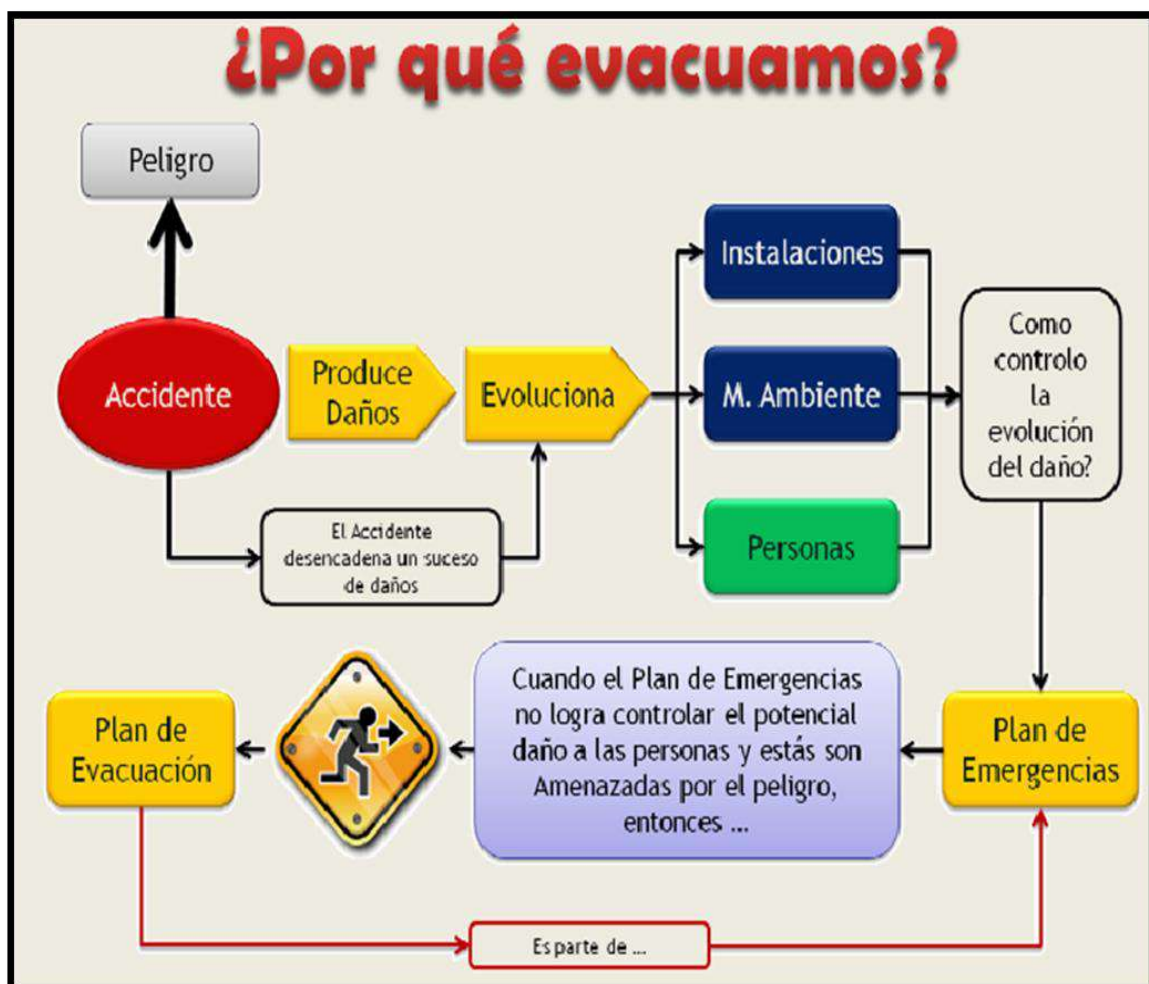 ¿Por qué evacuamos?
Peligro
Accidente
Produce
Daños
Evoluciona
Instalaciones
M. Ambiente
Personas
Como
controlo
la
evolución
del daño?
El Accidente
desencadena un suceso
de daños
Plan de
Emergencias
Cuando el Plan de Emergencias
no logra controlar el potencial
daño a las personas y estás son
Amenazadas por el peligro,
entonces ...
Plan de
Evacuación
Es parte de ...